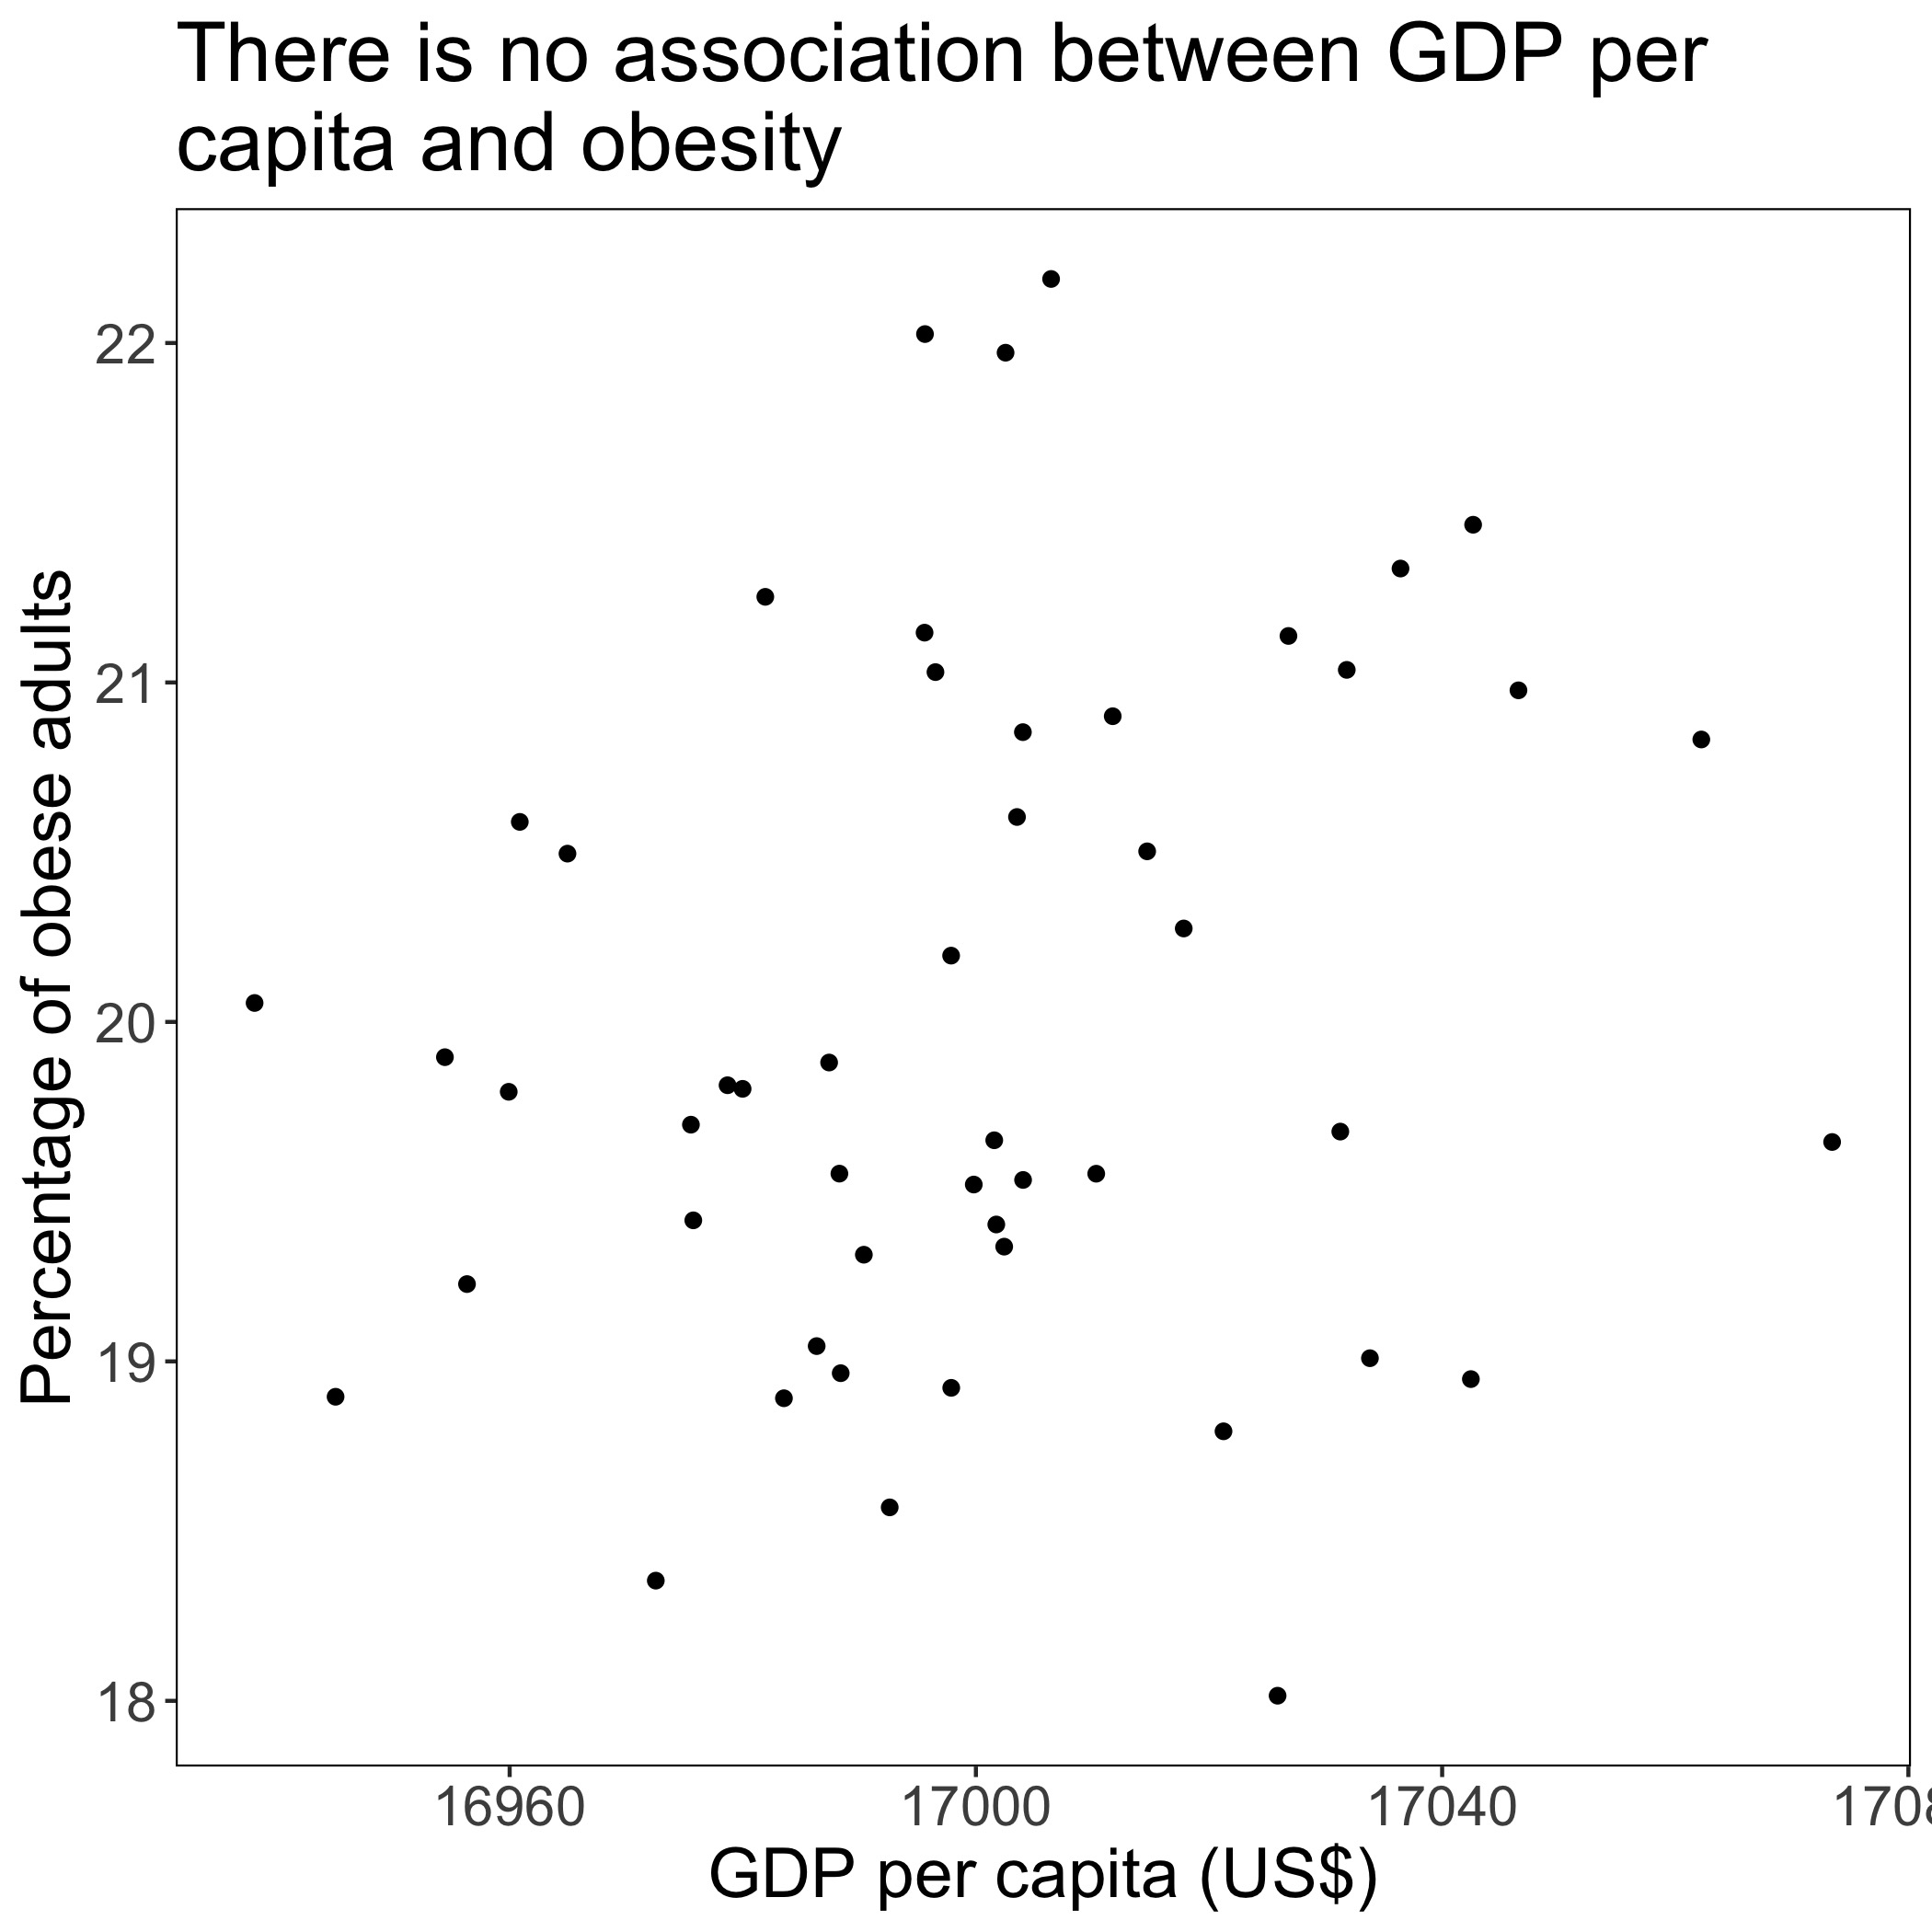 There is no association between GDP per
capita and obesity
Percentage of obese adults
22
21
20
19
18
16960
17000
17040
GDP per capita (US$)